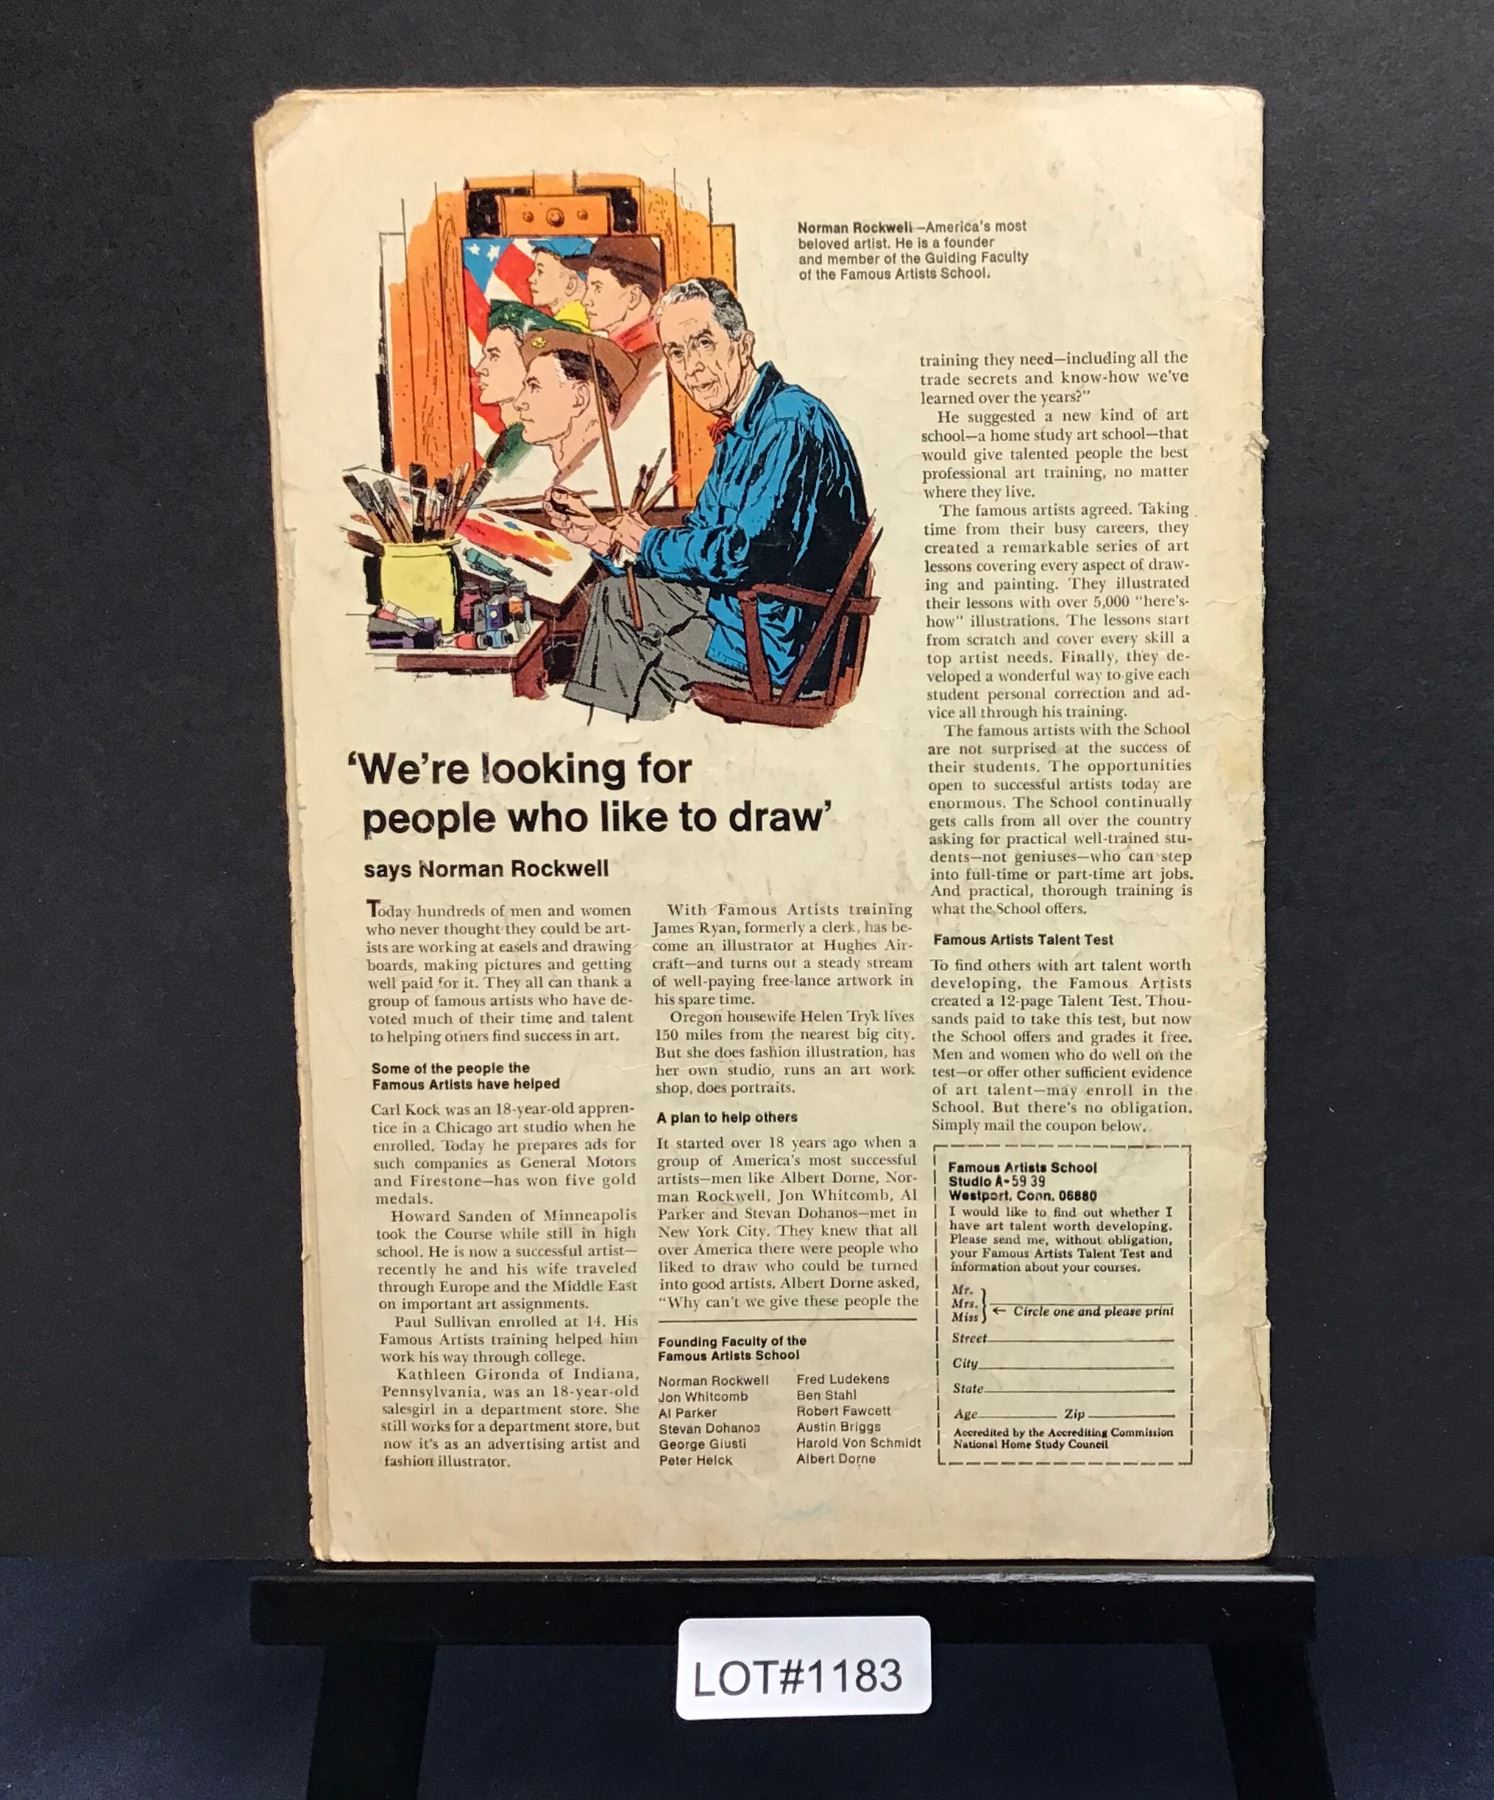 Norman Rockwell –America's most
beloved artist. He is a founder
and member of the Guiding Faculty
of the Famous Artists School.
'We're looking for
people who like to draw'
says Norman Rockwell
Today hundreds of men and women
who never thought they could be art-
ists are working at easels and drawing
boards, making pictures and getting
well paid for it. They all can thank a
group of famous artists who have de-
voted much of their time and talent
to helping others find success in art.
Some of the people the
Famous Artists have helped
Carl Kock was an 18-year-old appren-
tice in a Chicago art studio when he
enrolled. Today he prepares ads for
such companies as General Motors
and Firestone—has won five gold
medals.
Howard Sanden of Minneapolis
took the Course while still in high
school. He is now a successful artist—
recently he and his wife traveled
through Europe and the Middle East
on important art assignments.
Paul Sullivan enrolled at 14. His
Famous Artists training helped him
work his way through college.
Kathleen Gironda of Indiana,
Pennsylvania, was an 18-year-old
salesgirl in a department store. She
still works for a department store, but
now it's as an advertising artist and
fashion illustrator.
With Famous Artists training
James Ryan, formerly a clerk, has be-
come an illustrator at Hughes Air-
craft—and turns out a steady stream
of well-paying free-lance artwork in
his spare time.
Oregon housewife Helen Tryk lives
150 miles from the nearest big city.
But she does fashion illustration, has
her own studio, runs an art work
shop, does portraits.
A plan to help others
It started over 18 years ago when a
group of America's most successful
artists—men like Albert Dorne, Nor-
man Rockwell, Jon Whitcomb, Al
Parker and Stevan Dohanos—met in
New York City. They knew that all
over America there were people who
liked to draw who could be turned
into good artists. Albert Dorne asked,
"Why can't we give these people the
Founding Faculty of the
Famous Artists School
Norman Rockwell
Jon Whitcomb
Al Parker
Stevan Dohanos
George Giusti
Peter Helck
Fred Ludekens
Ben Stahl
Robert Fawcett
Austin Briggs
Harold Von Schmidt
Albert Dorne
training they need—including all the
trade secrets and know-how we've
learned over the years?"
He suggested a new kind of art
school—a home study art school—that
would give talented people the best
professional art training, no matter
where they live.
The famous artists agreed. Taking
time from their busy careers, they
created a remarkable series of art
lessons covering every aspect of draw-
ing and painting. They illustrated
their lessons with over 5,000 "here's-
how" illustrations. The lessons start
from scratch and cover every skill a
top artist needs. Finally, they de-
veloped a wonderful way to give each
student personal correction and ad-
vice all through his training.
The famous artists with the School
are not surprised at the success of
their students. The opportunities
open to successful artists today are
enormous. The School continually
gets calls from all over the country
asking for practical well-trained stu-
dents—not geniuses—who can step
into full-time or part-time art jobs.
And practical, thorough training is
what the School offers.
Famous Artists Talent Test
To find others with art talent worth
developing, the Famous Artists
created a 12-page Talent Test. Thou-
sands paid to take this test, but now
the School offers and grades it free.
Men and women who do well on the
test—or offer other sufficient evidence
of art talent—may enroll in the
School. But there's no obligation.
Simply mail the coupon below.
Famous Artists School
Studio A-59 39
Westport, Conn. 06880
I would like to find out whether I
have art talent worth developing.
Please send me, without obligation,
your Famous Artists Talent Test and
information about your courses.
Mr.
Mrs.
Miss
← Circle one and please print
Street
City
State
Age Zip
Accredited by the Accrediting Commission
National Home Study Council
LOT#1183